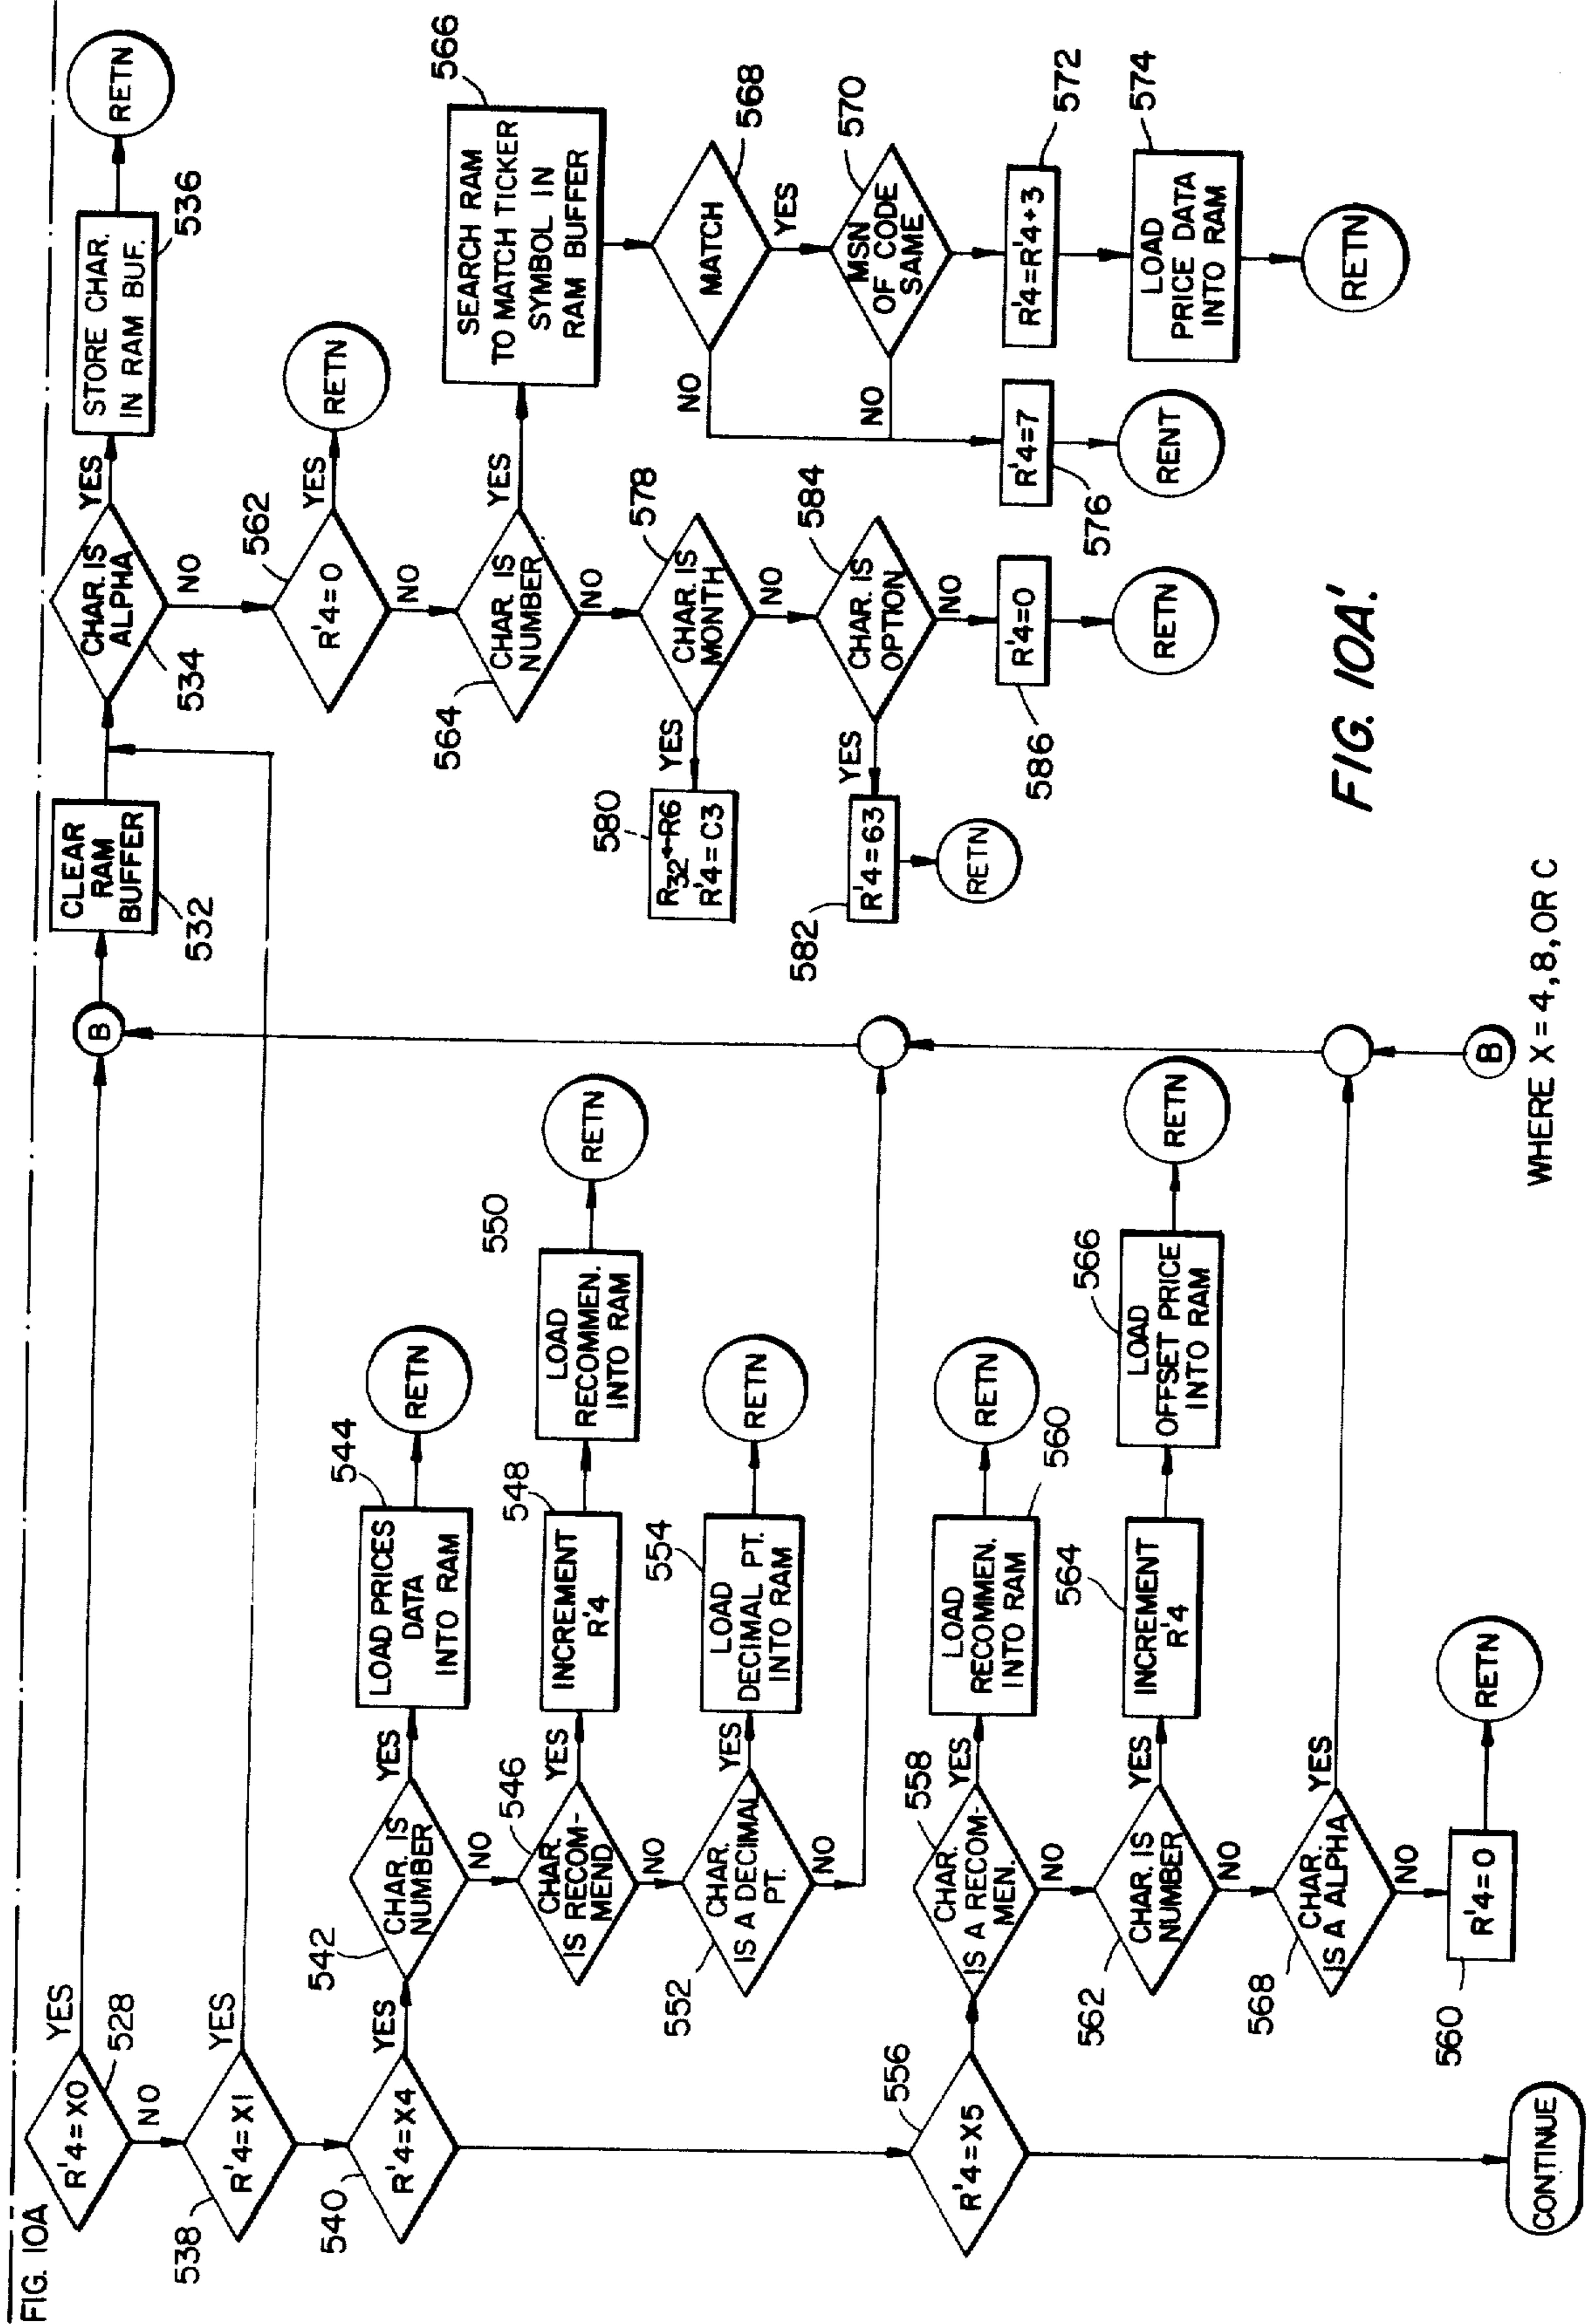 FIG. 10A
R'4=X0
YES
528
NO
B
CLEAR
RAM
BUFFER
532
CHAR. IS
ALPHA
534
YES
STORE CHAR.
IN RAM BUF.
536
RETN
NO
R'4=0
562
YES
RETN
NO
CHAR. IS
NUMBER
564
YES
SEARCH RAM
TO MATCH TICKER
SYMBOL IN
RAM BUFFER
566
MATCH
568
NO
YES
MSN
OF CODE
SAME
570
NO
R'4=R'4+3
572
LOAD
PRICE DATA
INTO RAM
574
RETN
R'4=7
576
RENT
NO
CHAR. IS
MONTH
578
YES
580
R32←R6
R'4=C3
NO
CHAR. IS
OPTION
584
YES
R'4=63
582
RETN
NO
R'4=0
586
RETN
R'4=X1
538
YES
R'4=X4
540
YES
CHAR. IS
NUMBER
542
YES
LOAD PRICES
DATA
INTO RAM
544
RETN
NO
CHAR.
IS RECOM-
MEND
546
YES
INCREMENT
R'4
548
LOAD
RECOMMEN.
INTO RAM
550
RETN
NO
CHAR.
IS A DECIMAL
PT.
552
YES
LOAD
DECIMAL PT.
INTO RAM
554
RETN
NO
R'4=X5
556
CHAR.
IS A RECOM-
MEN.
558
YES
LOAD
RECOMMEN.
INTO RAM
560
RETN
NO
CHAR. IS
NUMBER
562
YES
INCREMENT
R'4
564
LOAD
OFFSET PRICE
INTO RAM
566
RETN
NO
CHAR.
IS A ALPHA
568
YES
NO
R'4=0
560
RETN
B
CONTINUE
WHERE X=4,8,OR C
FIG. 10A'.